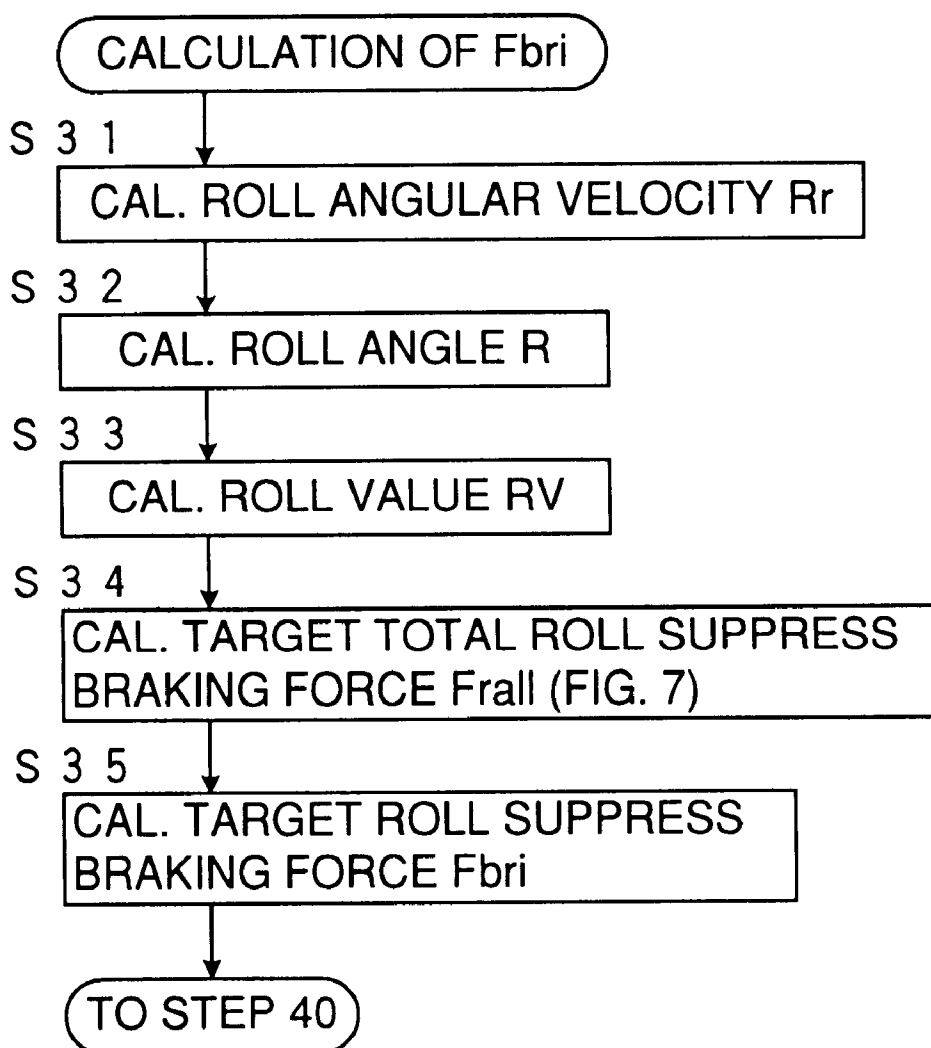 CALCULATION OF Fbri
S 3 1
CAL. ROLL ANGULAR VELOCITY Rr
S 3 2
CAL. ROLL ANGLE R
S 3 3
CAL. ROLL VALUE RV
S 3 4
CAL. TARGET TOTAL ROLL SUPPRESS
BRAKING FORCE Frall (FIG. 7)
S 3 5
CAL. TARGET ROLL SUPPRESS
BRAKING FORCE Fbri
TO STEP 40